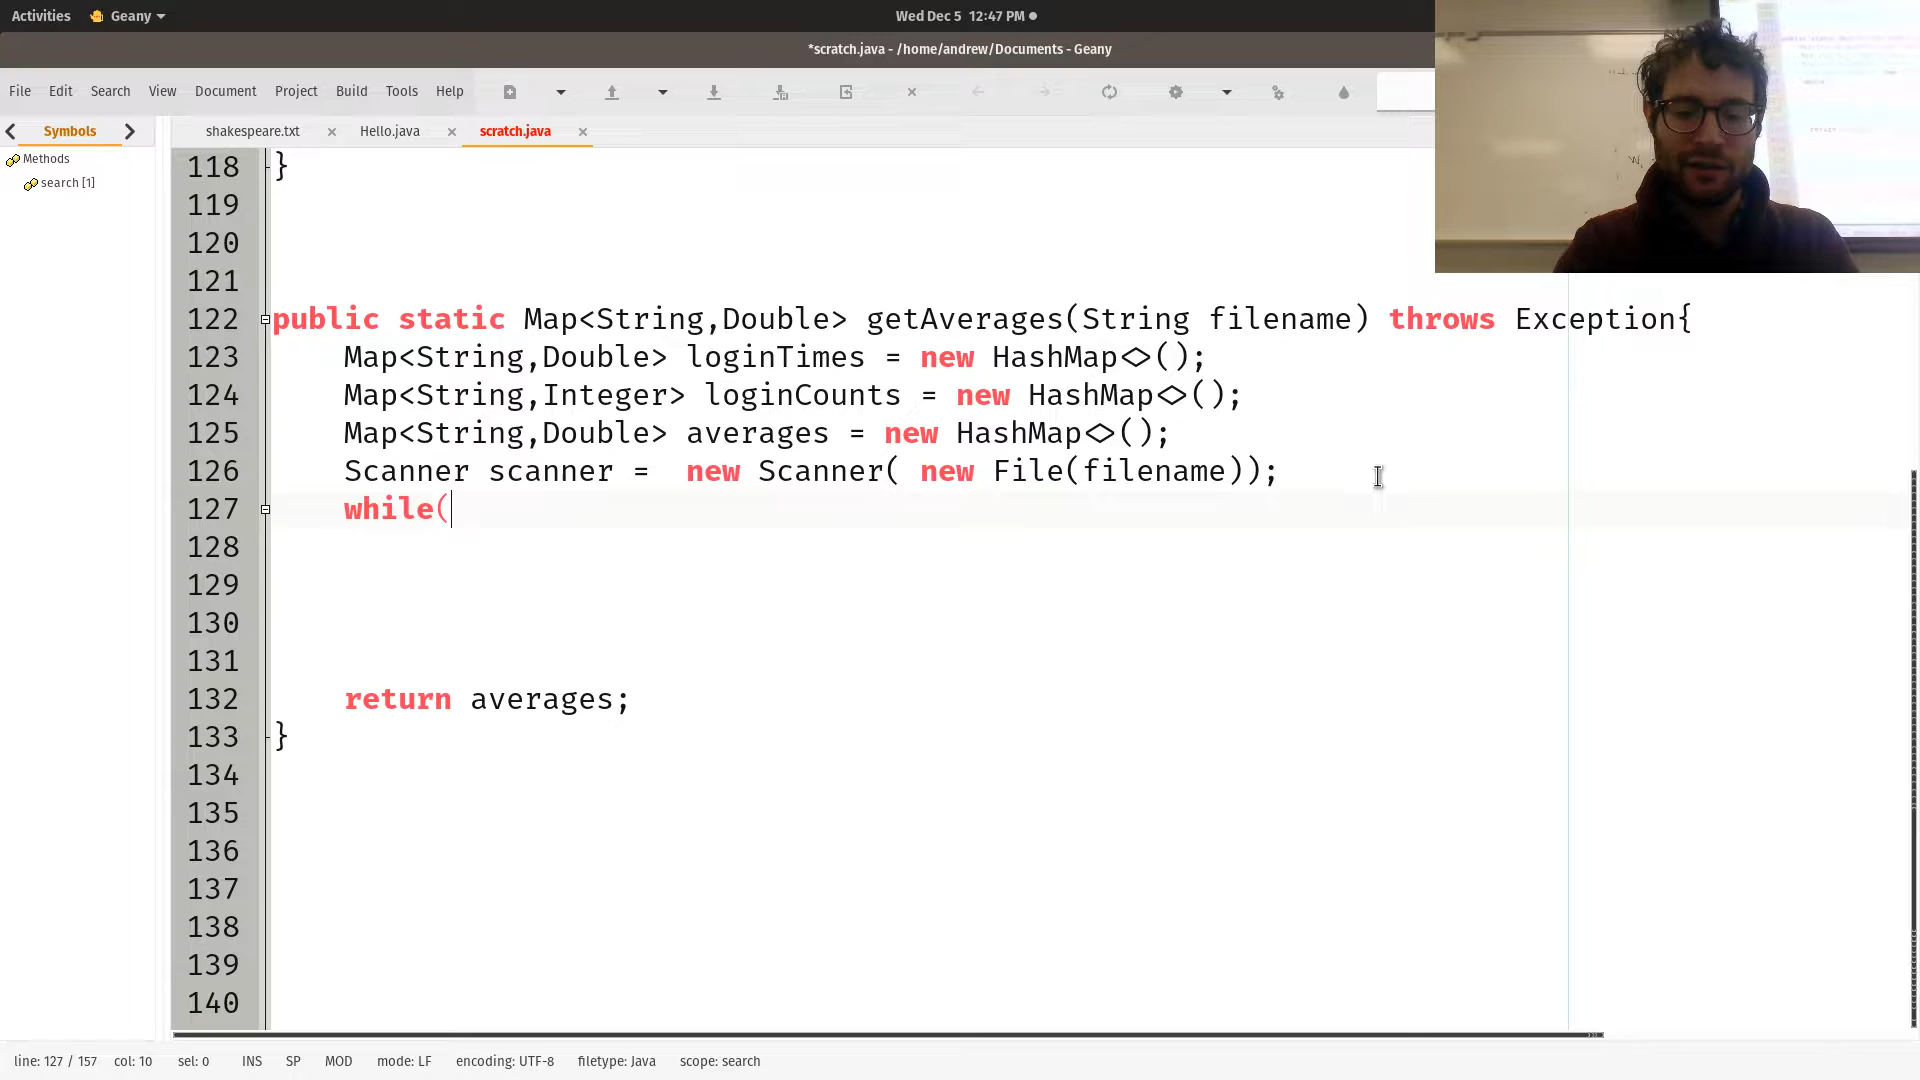 Activities Geany Wed Dec 5 12:47 PM
*scratch.java - /home/andrew/Documents - Geany
File Edit Search View Document Project Build Tools Help
Symbols shakespeare.txt Hello.java scratch.java
Methods
search [1]
118 }
119
120
121
122 public static Map<String,Double> getAverages(String filename) throws Exception{
123 Map<String,Double> loginTimes = new HashMap<>();
124 Map<String,Integer> loginCounts = new HashMap<>();
125 Map<String,Double> averages = new HashMap<>();
126 Scanner scanner =  new Scanner( new File(filename));
127 while(
128
129
130
131
132 return averages;
133 }
134
135
136
137
138
139
140
line: 127 / 157 col: 10 sel: 0 INS SP MOD mode: LF encoding: UTF-8 filetype: Java scope: search